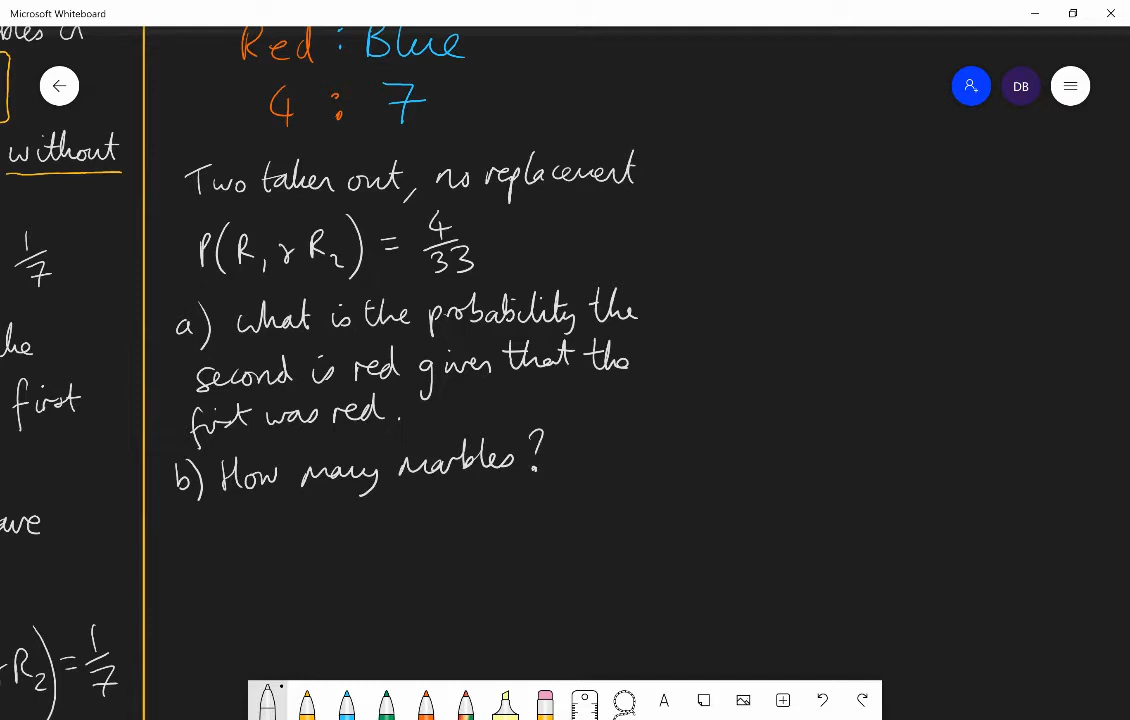 Microsoft Whiteboard
Red : Blue
4 : 7
without
1/7
Two taken out, no replacement
P(R₁ & R₂) = 4/33
a) what is the probability the
second is red given that the
first was red.
b) How many marbles ?
he
first
R₂) = 1/7
DB
A